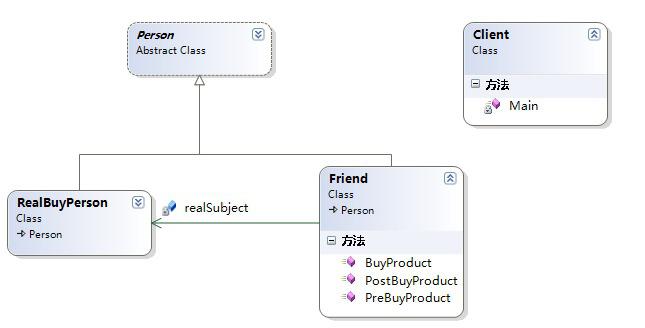 Person
Abstract Class
Client
Class
方法
Main
RealBuyPerson
Class
Person
realSubject
Friend
Class
Person
方法
BuyProduct
PostBuyProduct
PreBuyProduct